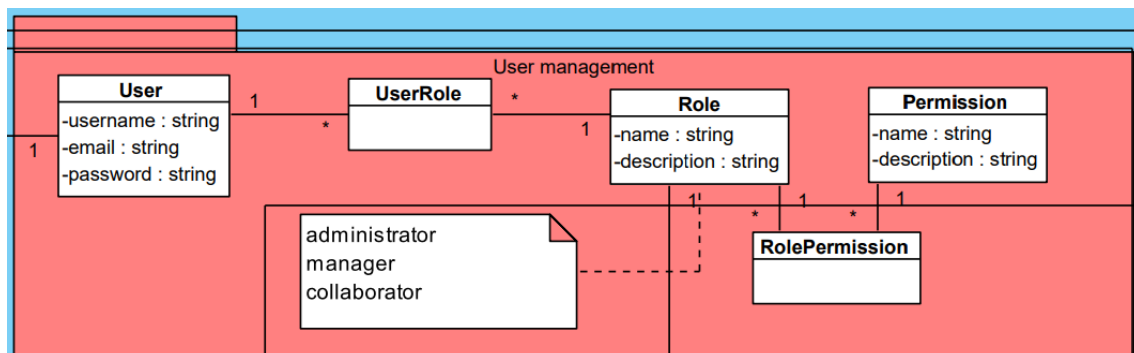 User management
User
-username : string
-email : string
-password : string
1
1
*
UserRole
*
1
Role
-name : string
-description : string
Permission
-name : string
-description : string
1
*
1
*
1
RolePermission
administrator
manager
collaborator